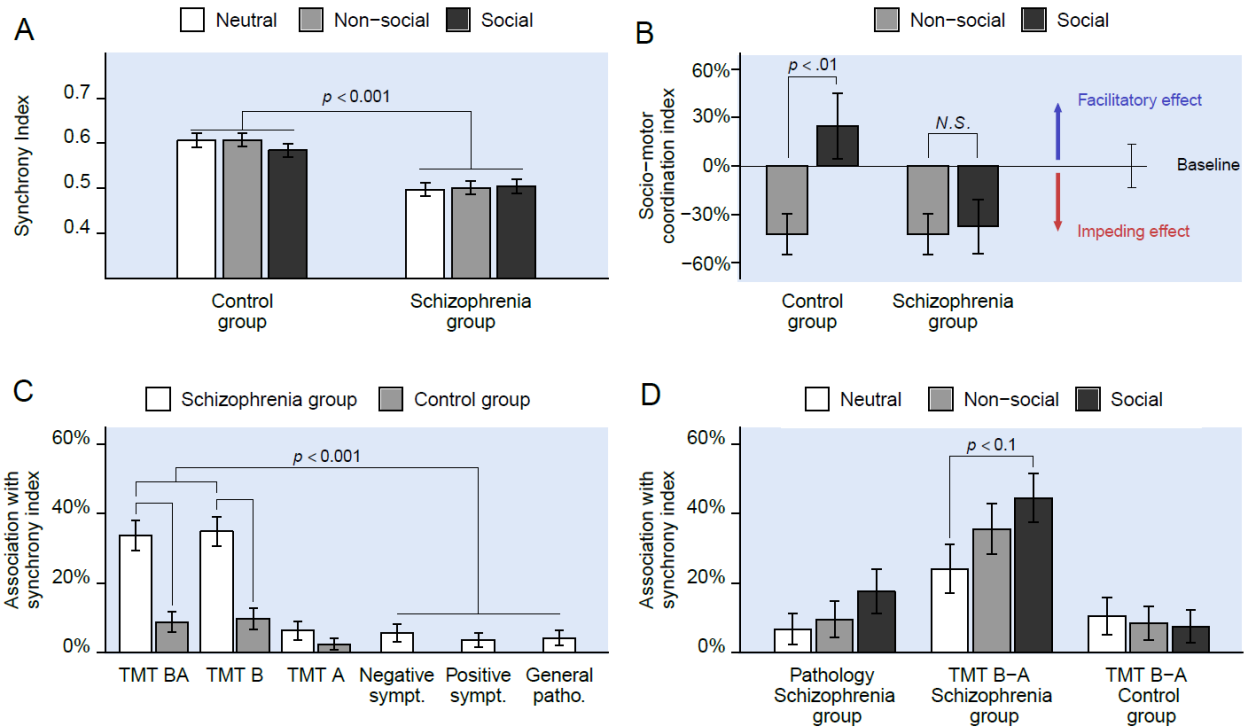 A
Neutral Non−social Social
Synchrony Index
0.7
0.6
0.5
0.4
p < 0.001
Control
group
Schizophrenia
group
B
Non−social Social
Socio−motor
coordination index
60%
30%
0%
−30%
−60%
p < .01
N.S.
Facilitatory effect
Baseline
Impeding effect
Control
group
Schizophrenia
group
C
Schizophrenia group Control group
Association with
synchrony index
60%
40%
20%
0%
p < 0.001
TMT BA
TMT B
TMT A
Negative
sympt.
Positive
sympt.
General
patho.
D
Neutral Non−social Social
Association with
synchrony index
60%
40%
20%
0%
p < 0.1
Pathology
Schizophrenia
group
TMT B−A
Schizophrenia
group
TMT B−A
Control
group